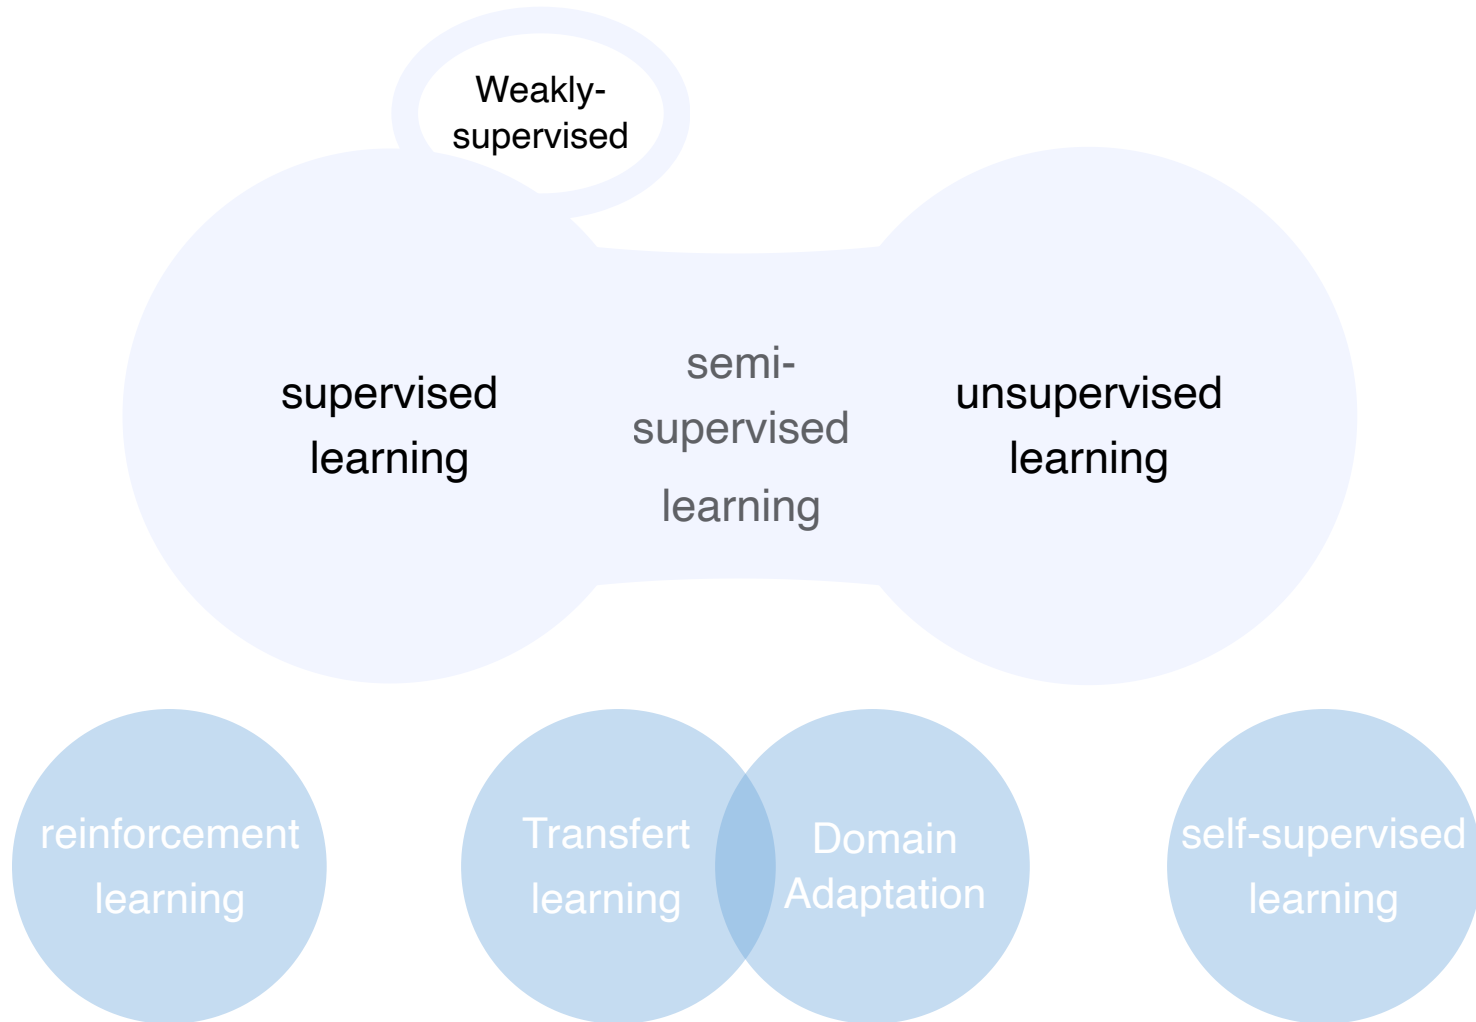 Weakly-
supervised
supervised
learning
semi-
supervised
learning
unsupervised
learning
reinforcement
learning
Transfert
learning
Domain
Adaptation
self-supervised
learning